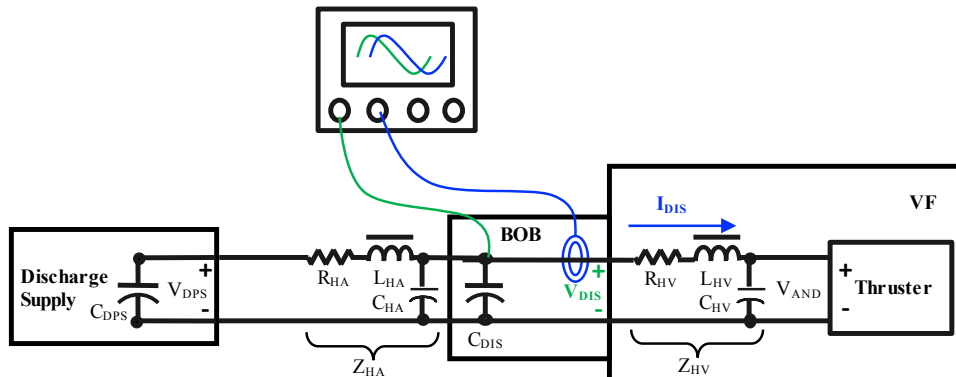 VF
I_DIS
BOB
Discharge
Supply
C_DPS
+
V_DPS
-
R_HA
L_HA
C_HA
Z_HA
C_DIS
+
V_DIS
-
R_HV
L_HV
C_HV
Z_HV
V_AND
+
Thruster
-